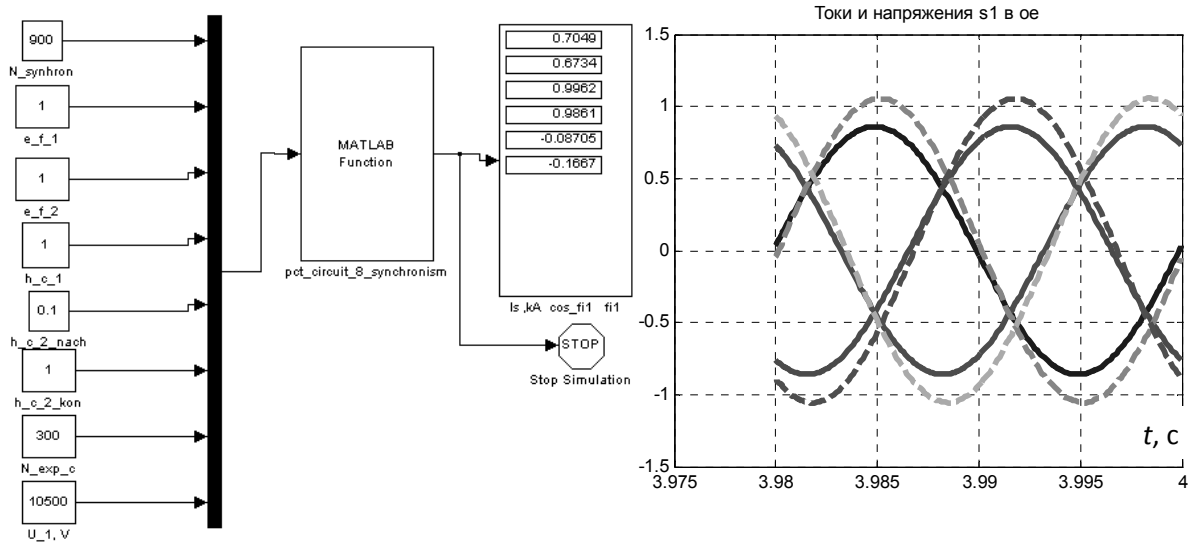 900
N_synhron
1
e_f_1
1
e_f_2
1
h_c_1
0.1
h_c_2_nach
1
h_c_2_kon
300
N_exp_c
10500
U_1, V
MATLAB
Function
pct_circuit_8_synchronism
0.7049
0.6734
0.9962
0.9861
-0.08705
-0.1667
Is ,kA cos_fi1 fi1
STOP
Stop Simulation
Токи и напряжения s1 в ое
1.5
1
0.5
0
-0.5
-1
-1.5
3.975 3.98 3.985 3.99 3.995 4
t, с